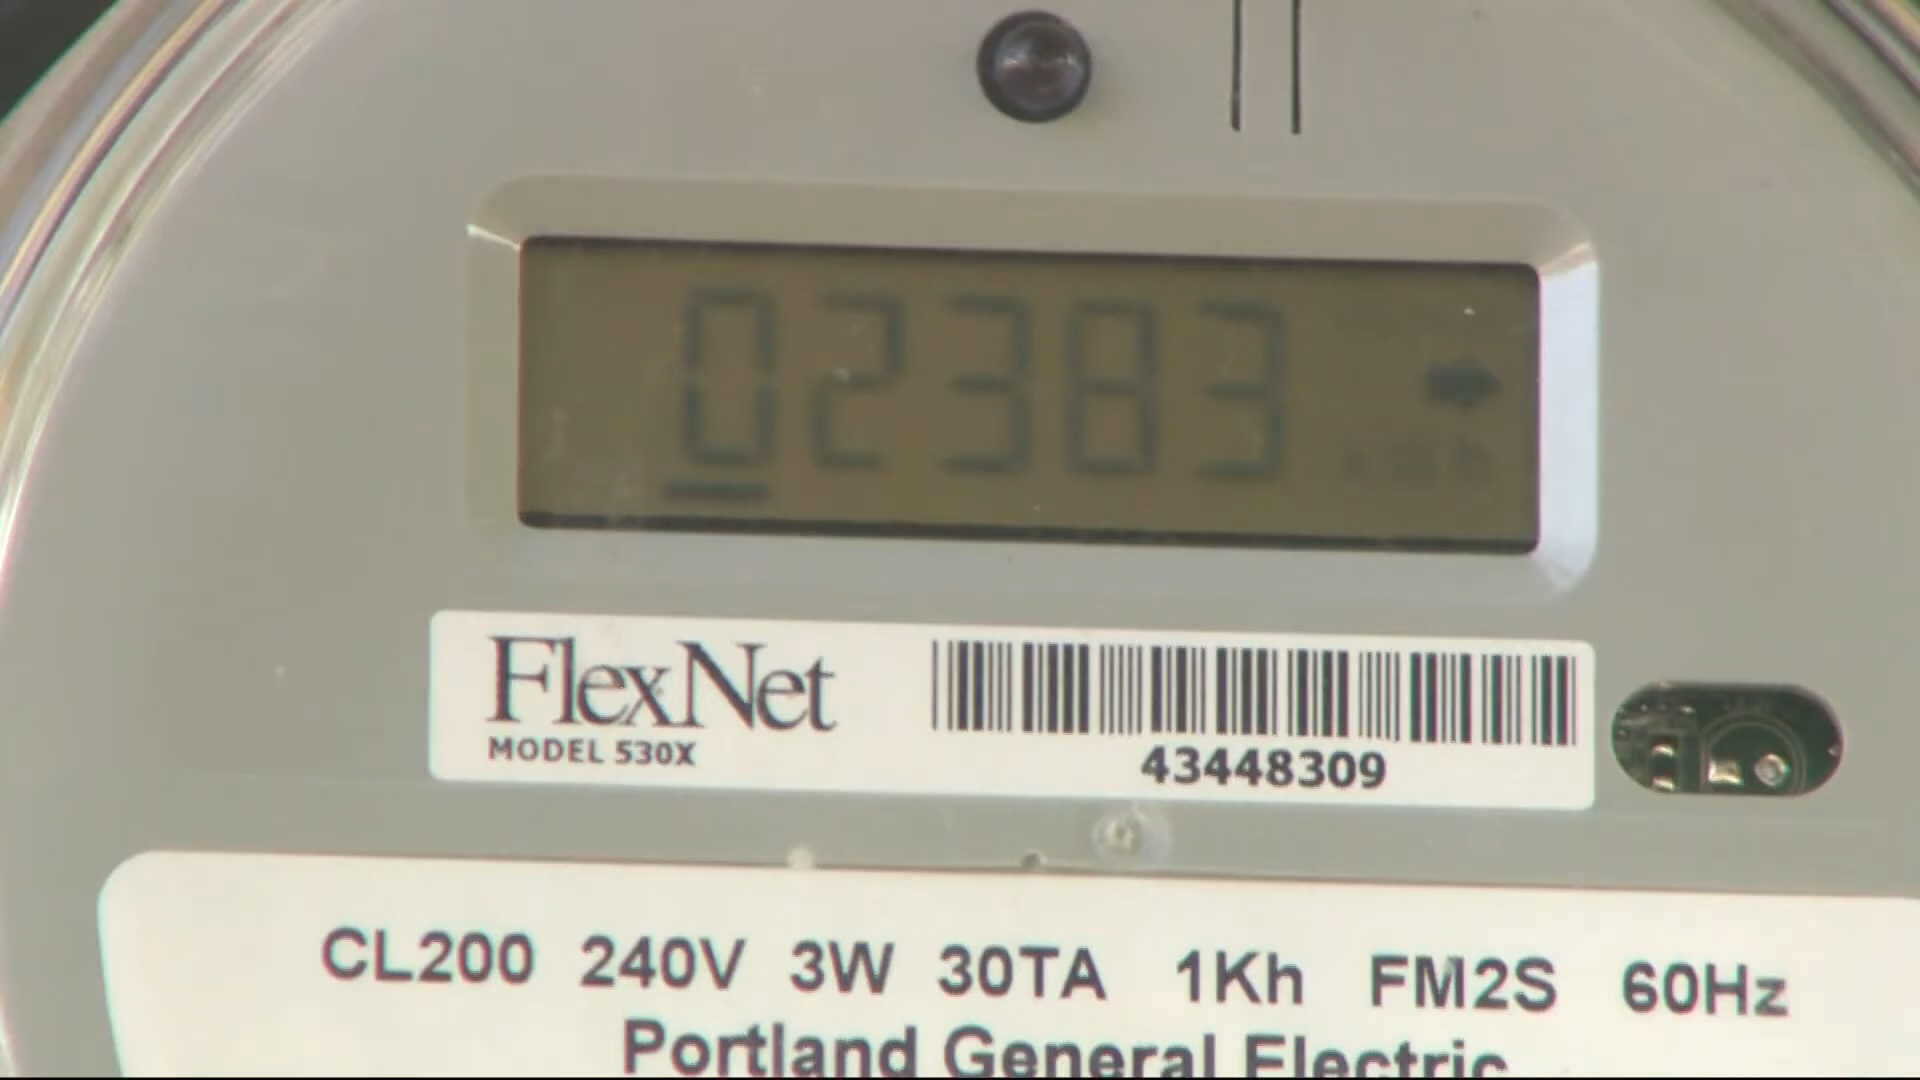 02383
FlexNet
MODEL 530X
43448309
CL200 240V 3W 30TA 1Kh FM2S 60Hz
Portland General Electric